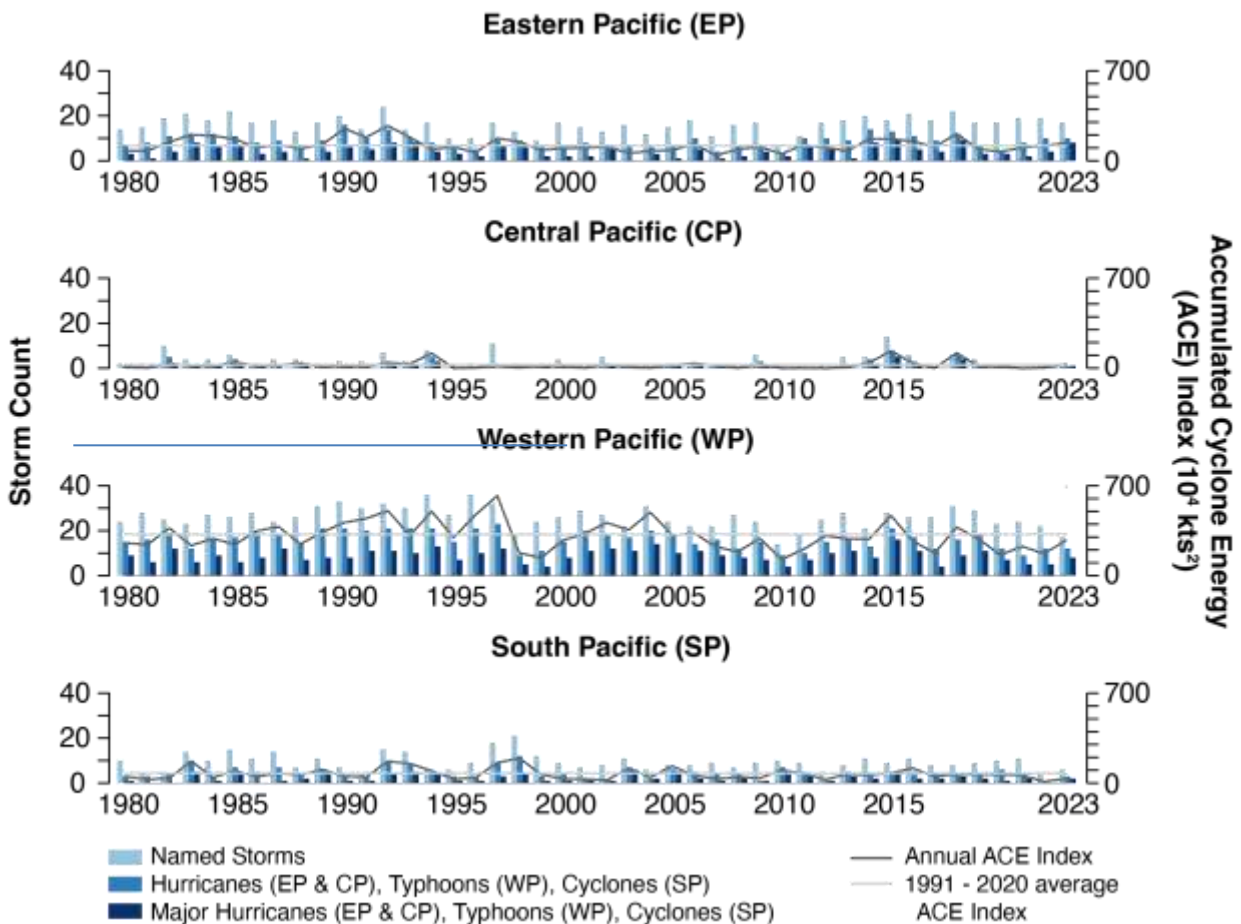 Eastern Pacific (EP)
40 700
20
0 0
1980 1985 1990 1995 2000 2005 2010 2015 2023
Central Pacific (CP)
40 700
20
0 0
1980 1985 1990 1995 2000 2005 2010 2015 2023
Western Pacific (WP)
40 700
20
0 0
1980 1985 1990 1995 2000 2005 2010 2015 2023
South Pacific (SP)
40 700
20
0 0
1980 1985 1990 1995 2000 2005 2010 2015 2023
Storm Count
Accumulated Cyclone Energy
(ACE) Index (10⁴ kts²)
Named Storms
Hurricanes (EP & CP), Typhoons (WP), Cyclones (SP)
Major Hurricanes (EP & CP), Typhoons (WP), Cyclones (SP)
Annual ACE Index
1991 - 2020 average
ACE Index